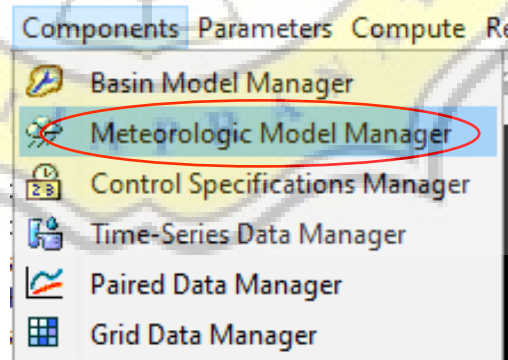 Components Parameters Compute Re
Basin Model Manager
Meteorologic Model Manager
Control Specifications Manager
Time-Series Data Manager
Paired Data Manager
Grid Data Manager